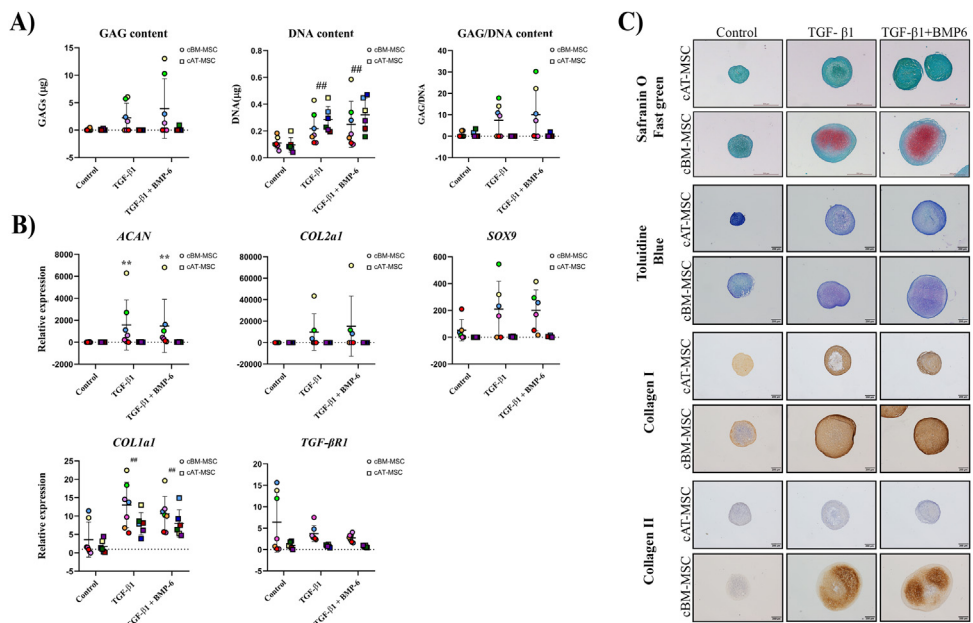 A)
GAG content
cBM-MSC
cAT-MSC
GAGs (µg)
15
10
5
0
-5
Control
TGF-β1
TGF-β1 + BMP-6
DNA content
cBM-MSC
cAT-MSC
DNA(µg)
0.8
0.6
0.4
0.2
0.0
##
##
Control
TGF-β1
TGF-β1 + BMP-6
GAG/DNA content
cBM-MSC
cAT-MSC
GAG/DNA
40
30
20
10
0
-10
Control
TGF-β1
TGF-β1 + BMP-6
B)
ACAN
cBM-MSC
cAT-MSC
Relative expression
8000
6000
4000
2000
0
-2000
**
**
Control
TGF-β1
TGF-β1 + BMP-6
COL2a1
cBM-MSC
cAT-MSC
80000
60000
40000
20000
0
-20000
Control
TGF-β1
TGF-β1 + BMP-6
SOX9
cBM-MSC
cAT-MSC
800
600
400
200
0
-200
Control
TGF-β1
TGF-β1 + BMP-6
COL1a1
cBM-MSC
cAT-MSC
Relative expression
25
20
15
10
5
0
-5
##
##
Control
TGF-β1
TGF-β1 + BMP-6
TGF-βR1
cBM-MSC
cAT-MSC
20
15
10
5
0
-5
Control
TGF-β1
TGF-β1 + BMP-6
C)
Control
TGF- β1
TGF-β1+BMP6
Safranin O
Fast green
cAT-MSC
cBM-MSC
Toluidine
Blue
cAT-MSC
cBM-MSC
Collagen I
cAT-MSC
cBM-MSC
Collagen II
cAT-MSC
cBM-MSC